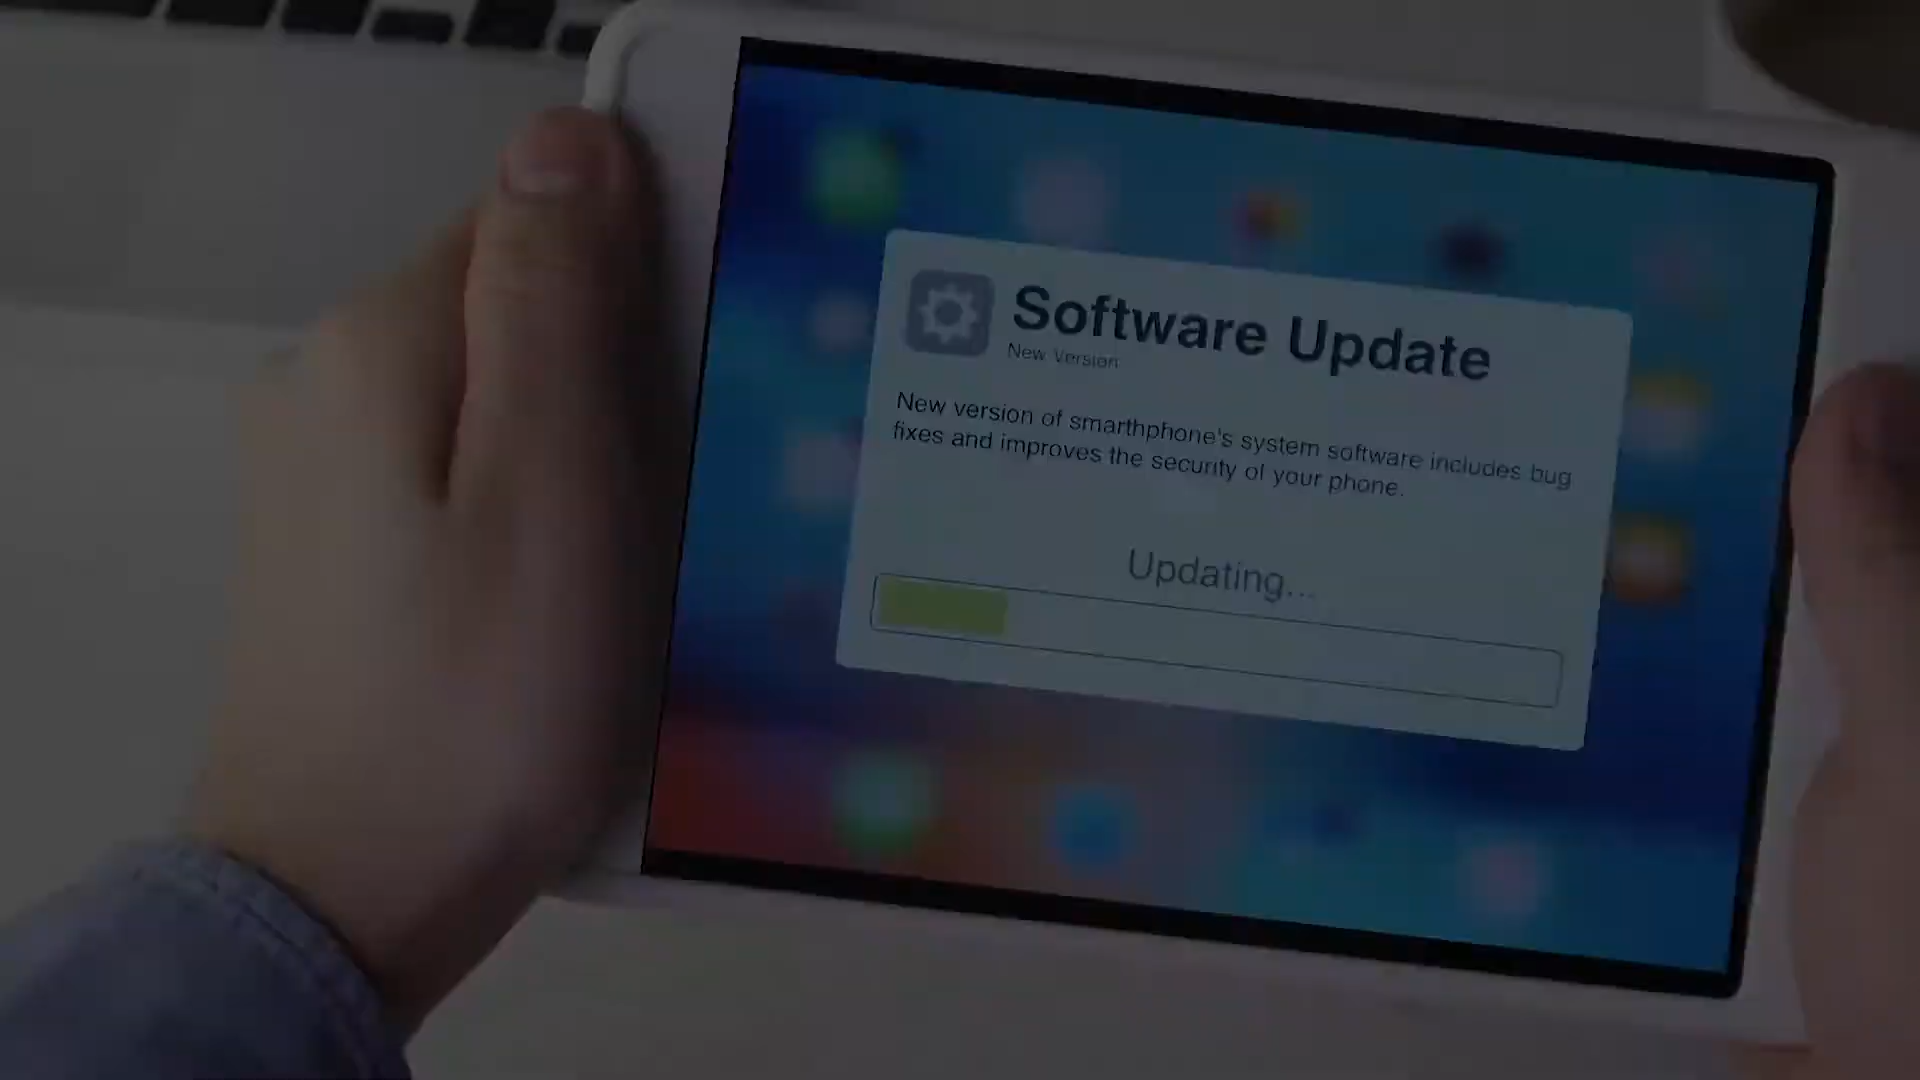 Software Update
New Version
New version of smarthphone's system software includes bug
fixes and improves the security of your phone.
Updating...